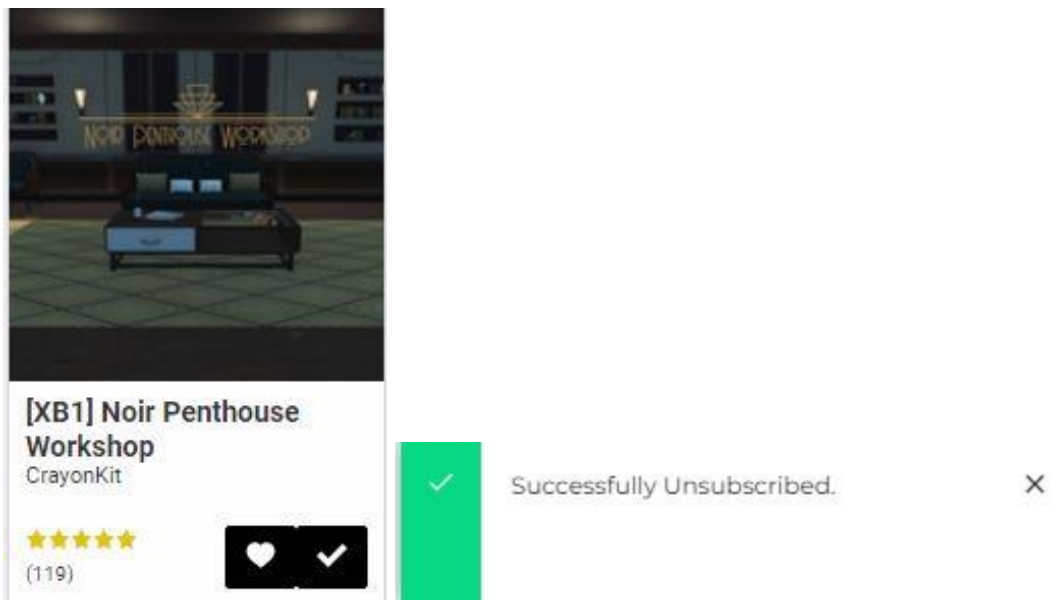 NOIR PENTHOUSE WORKSHOP
[XB1] Noir Penthouse
Workshop
CrayonKit
(119)
Successfully Unsubscribed.